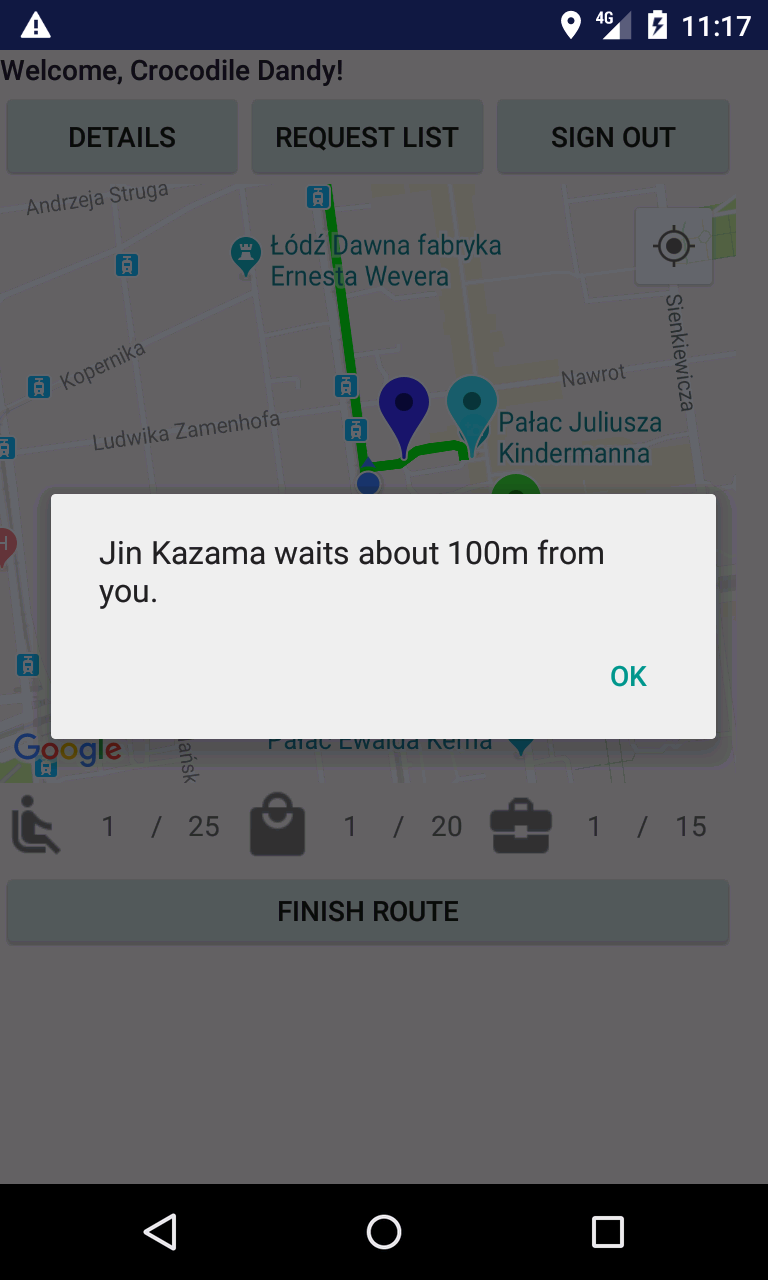 4G 11:17
Welcome, Crocodile Dandy!
DETAILS REQUEST LIST SIGN OUT
Andrzeja Struga
Łódź Dawna fabryka
Ernesta Wevera
Sienkiewicza
Kopernika
Nawrot
Ludwika Zamenhofa
Pałac Juliusza
Kindermanna
H
Jin Kazama waits about 100m from
you.
OK
Google
Pałac Ewalda Kerna
1 / 25 1 / 20 1 / 15
FINISH ROUTE